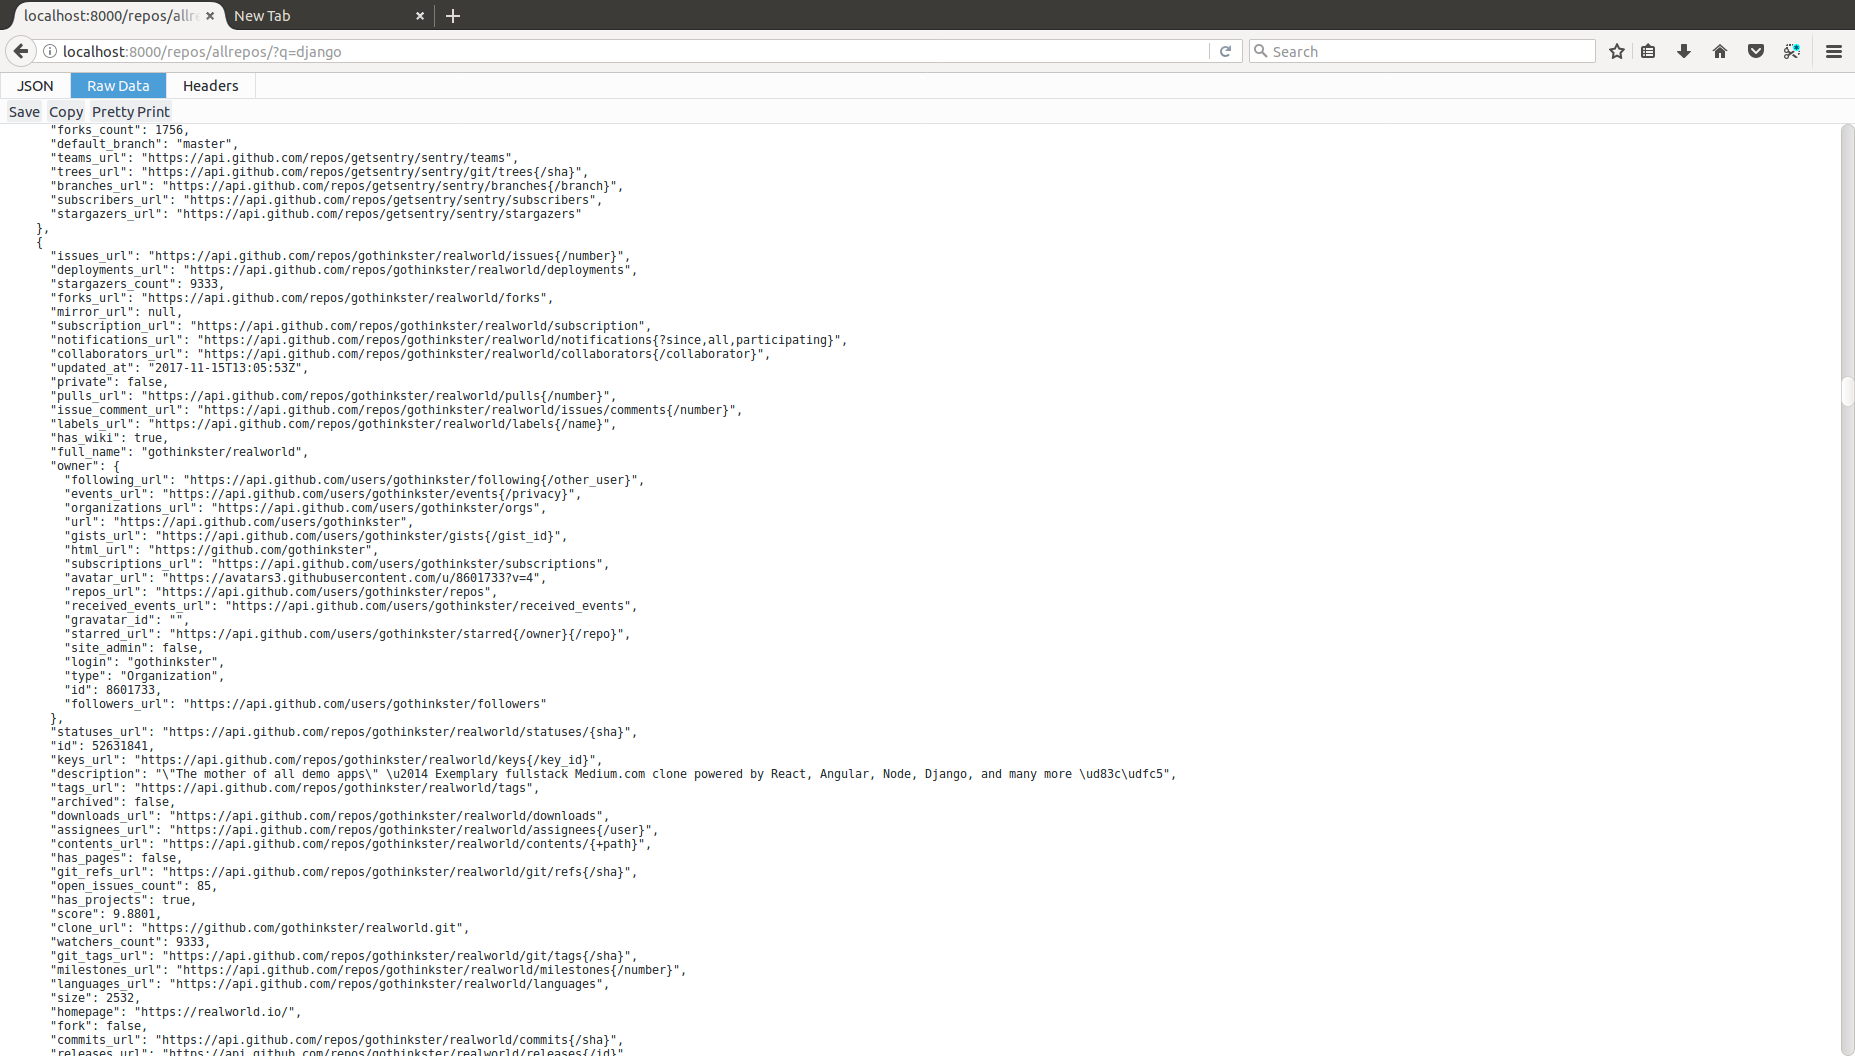 localhost:8000/repos/allre
New Tab
localhost:8000/repos/allrepos/?q=django
Search
JSON
Raw Data
Headers
Save
Copy
Pretty Print
"forks_count": 1756,
"default_branch": "master",
"teams_url": "https://api.github.com/repos/getsentry/sentry/teams",
"trees_url": "https://api.github.com/repos/getsentry/sentry/git/trees{/sha}",
"branches_url": "https://api.github.com/repos/getsentry/sentry/branches{/branch}",
"subscribers_url": "https://api.github.com/repos/getsentry/sentry/subscribers",
"stargazers_url": "https://api.github.com/repos/getsentry/sentry/stargazers"
},
{
"issues_url": "https://api.github.com/repos/gothinkster/realworld/issues{/number}",
"deployments_url": "https://api.github.com/repos/gothinkster/realworld/deployments",
"stargazers_count": 9333,
"forks_url": "https://api.github.com/repos/gothinkster/realworld/forks",
"mirror_url": null,
"subscription_url": "https://api.github.com/repos/gothinkster/realworld/subscription",
"notifications_url": "https://api.github.com/repos/gothinkster/realworld/notifications{?since,all,participating}",
"collaborators_url": "https://api.github.com/repos/gothinkster/realworld/collaborators{/collaborator}",
"updated_at": "2017-11-15T13:05:53Z",
"private": false,
"pulls_url": "https://api.github.com/repos/gothinkster/realworld/pulls{/number}",
"issue_comment_url": "https://api.github.com/repos/gothinkster/realworld/issues/comments{/number}",
"labels_url": "https://api.github.com/repos/gothinkster/realworld/labels{/name}",
"has_wiki": true,
"full_name": "gothinkster/realworld",
"owner": {
"following_url": "https://api.github.com/users/gothinkster/following{/other_user}",
"events_url": "https://api.github.com/users/gothinkster/events{/privacy}",
"organizations_url": "https://api.github.com/users/gothinkster/orgs",
"url": "https://api.github.com/users/gothinkster",
"gists_url": "https://api.github.com/users/gothinkster/gists{/gist_id}",
"html_url": "https://github.com/gothinkster",
"subscriptions_url": "https://api.github.com/users/gothinkster/subscriptions",
"avatar_url": "https://avatars3.githubusercontent.com/u/8601733?v=4",
"repos_url": "https://api.github.com/users/gothinkster/repos",
"received_events_url": "https://api.github.com/users/gothinkster/received_events",
"gravatar_id": "",
"starred_url": "https://api.github.com/users/gothinkster/starred{/owner}{/repo}",
"site_admin": false,
"login": "gothinkster",
"type": "Organization",
"id": 8601733,
"followers_url": "https://api.github.com/users/gothinkster/followers"
},
"statuses_url": "https://api.github.com/repos/gothinkster/realworld/statuses/{sha}",
"id": 52631841,
"keys_url": "https://api.github.com/repos/gothinkster/realworld/keys{/key_id}",
"description": "\"The mother of all demo apps\" \u2014 Exemplary fullstack Medium.com clone powered by React, Angular, Node, Django, and many more \ud83c\udfc5",
"tags_url": "https://api.github.com/repos/gothinkster/realworld/tags",
"archived": false,
"downloads_url": "https://api.github.com/repos/gothinkster/realworld/downloads",
"assignees_url": "https://api.github.com/repos/gothinkster/realworld/assignees{/user}",
"contents_url": "https://api.github.com/repos/gothinkster/realworld/contents/{+path}",
"has_pages": false,
"git_refs_url": "https://api.github.com/repos/gothinkster/realworld/git/refs{/sha}",
"open_issues_count": 85,
"has_projects": true,
"score": 9.8801,
"clone_url": "https://github.com/gothinkster/realworld.git",
"watchers_count": 9333,
"git_tags_url": "https://api.github.com/repos/gothinkster/realworld/git/tags{/sha}",
"milestones_url": "https://api.github.com/repos/gothinkster/realworld/milestones{/number}",
"languages_url": "https://api.github.com/repos/gothinkster/realworld/languages",
"size": 2532,
"homepage": "https://realworld.io/",
"fork": false,
"commits_url": "https://api.github.com/repos/gothinkster/realworld/commits{/sha}",
"releases_url": "https://api.github.com/repos/gothinkster/realworld/releases{/id}"